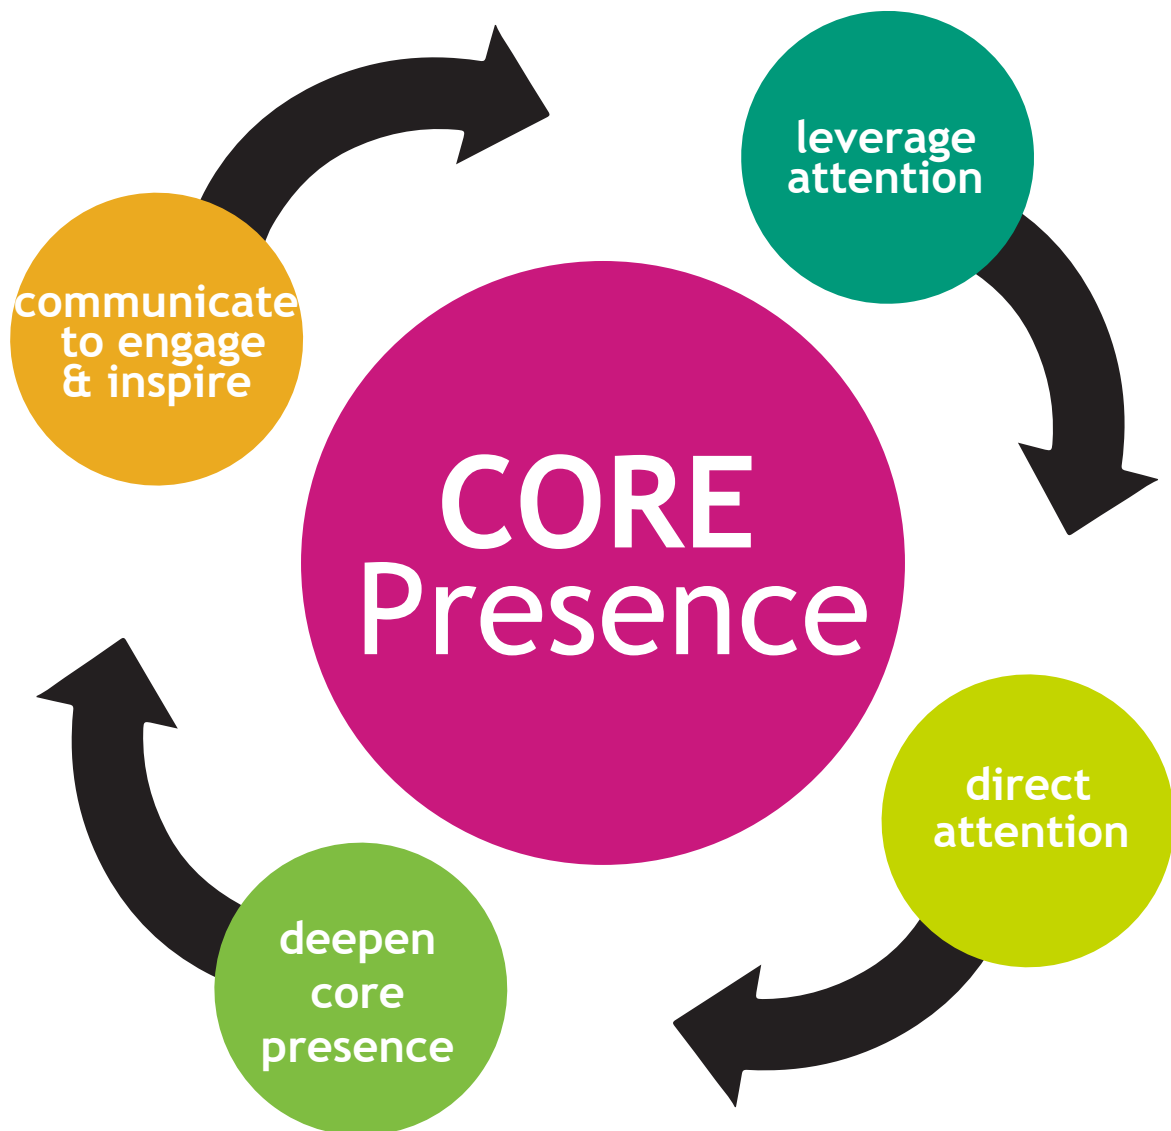 leverage
attention
communicate
to engage
& inspire
CORE
Presence
direct
attention
deepen
core
presence